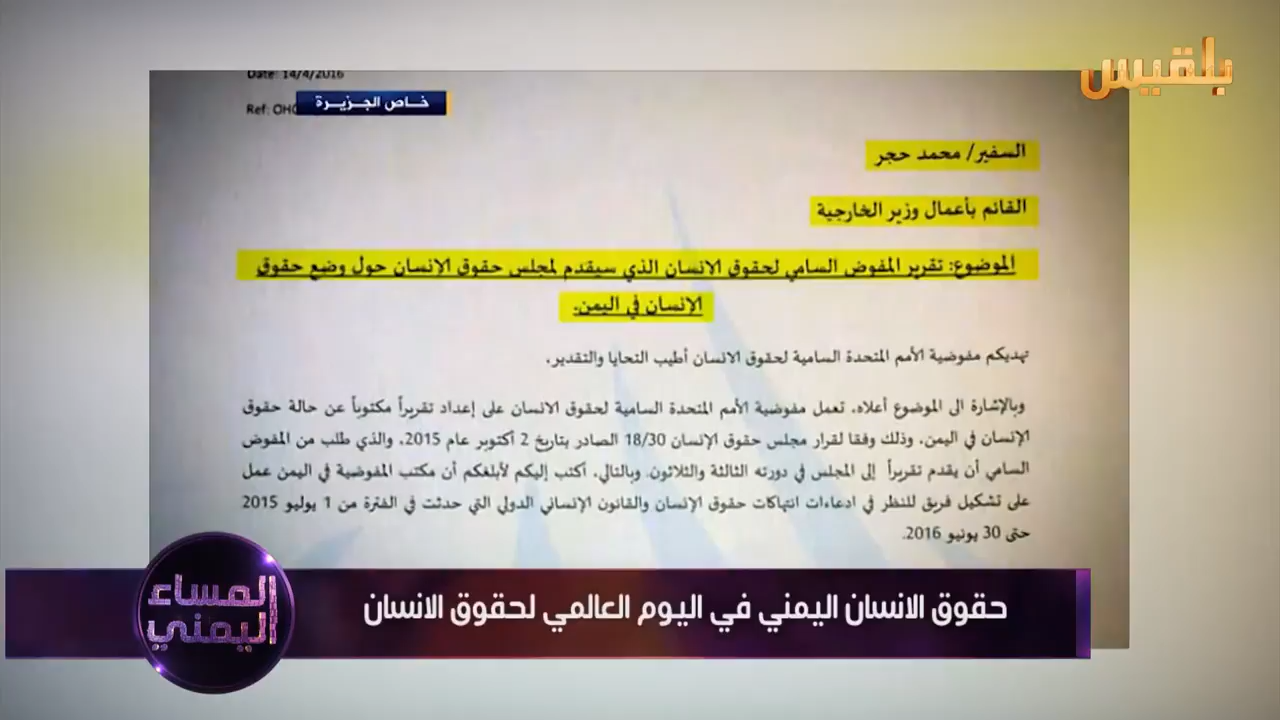 بلقيس
Date: 14/4/2016
Ref: OHC
خاص الجزيرة
السفير/ محمد حجر
القائم بأعمال وزير الخارجية
الموضوع: تقرير المفوض السامي لحقوق الانسان الذي سيقدم لمجلس حقوق الانسان حول وضع حقوق
الإنسان في اليمن.
تهديكم مفوضية الأمم المتحدة السامية لحقوق الانسان أطيب التحايا والتقدير.
وبالإشارة الى الموضوع أعلاه، تعمل مفوضية الأمم المتحدة السامية لحقوق الانسان على إعداد تقريراً مكتوباً عن حالة حقوق
الإنسان في اليمن، وذلك وفقا لقرار مجلس حقوق الإنسان 18/30 الصادر بتاريخ 2 أكتوبر عام 2015، والذي طلب من المفوض
السامي أن يقدم تقريراً إلى المجلس في دورته الثالثة والثلاثون. وبالتالي، أكتب إليكم لأبلغكم أن مكتب المفوضية في اليمن عمل
على تشكيل فريق للنظر في ادعاءات انتهاكات حقوق الإنسان والقانون الإنساني الدولي التي حدثت في الفترة من 1 يوليو 2015
حتى 30 يونيو 2016.
حقوق الانسان اليمني في اليوم العالمي لحقوق الانسان
المساء
اليمني